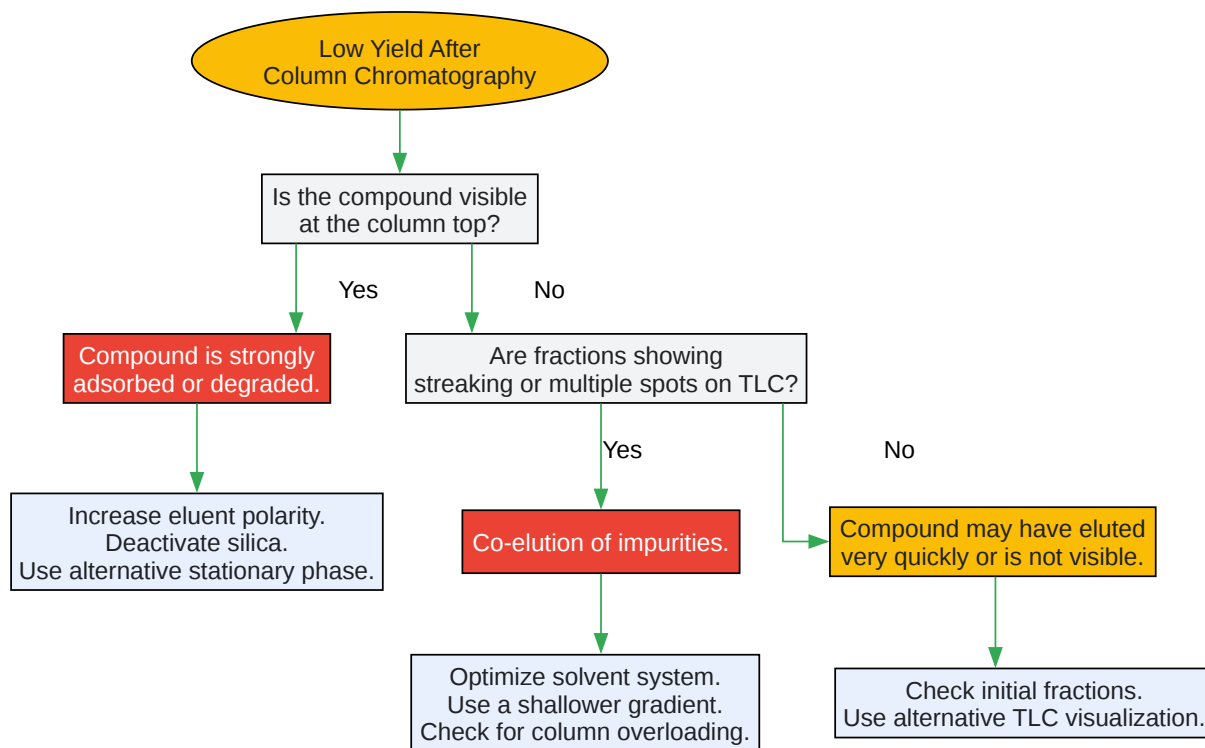 Low Yield After
Column Chromatography
Is the compound visible
at the column top?
Yes
No
Compound is strongly
adsorbed or degraded.
Are fractions showing
streaking or multiple spots on TLC?
Yes
No
Increase eluent polarity.
Deactivate silica.
Use alternative stationary phase.
Co-elution of impurities.
Compound may have eluted
very quickly or is not visible.
Optimize solvent system.
Use a shallower gradient.
Check for column overloading.
Check initial fractions.
Use alternative TLC visualization.